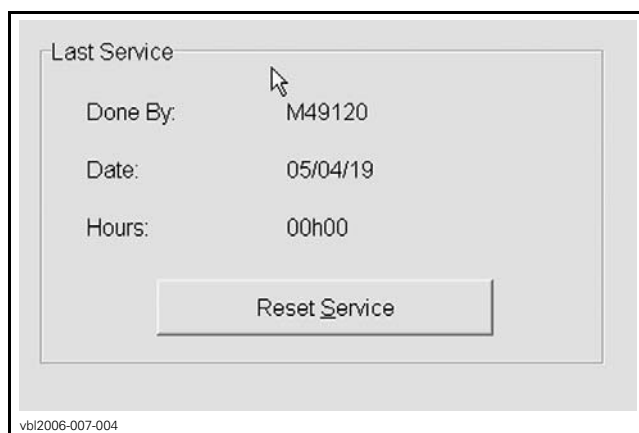 Last Service
Done By: M49120
Date: 05/04/19
Hours: 00h00
Reset Service
vbl2006-007-004